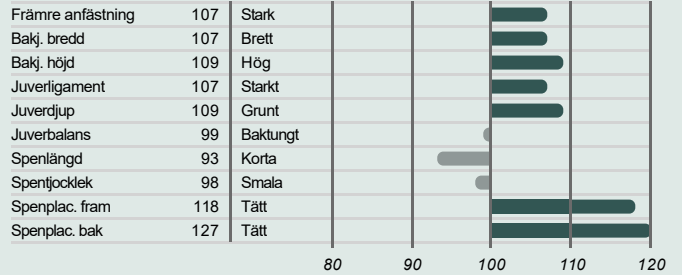 Främre anfästning 107 Stark
Bakj. bredd 107 Brett
Bakj. höjd 109 Hög
Juverligament 107 Starkt
Juverdjup 109 Grunt
Juverbalans 99 Baktungt
Spenlängd 93 Korta
Spentjocklek 98 Smala
Spenplac. fram 118 Tätt
Spenplac. bak 127 Tätt
80 90 100 110 120